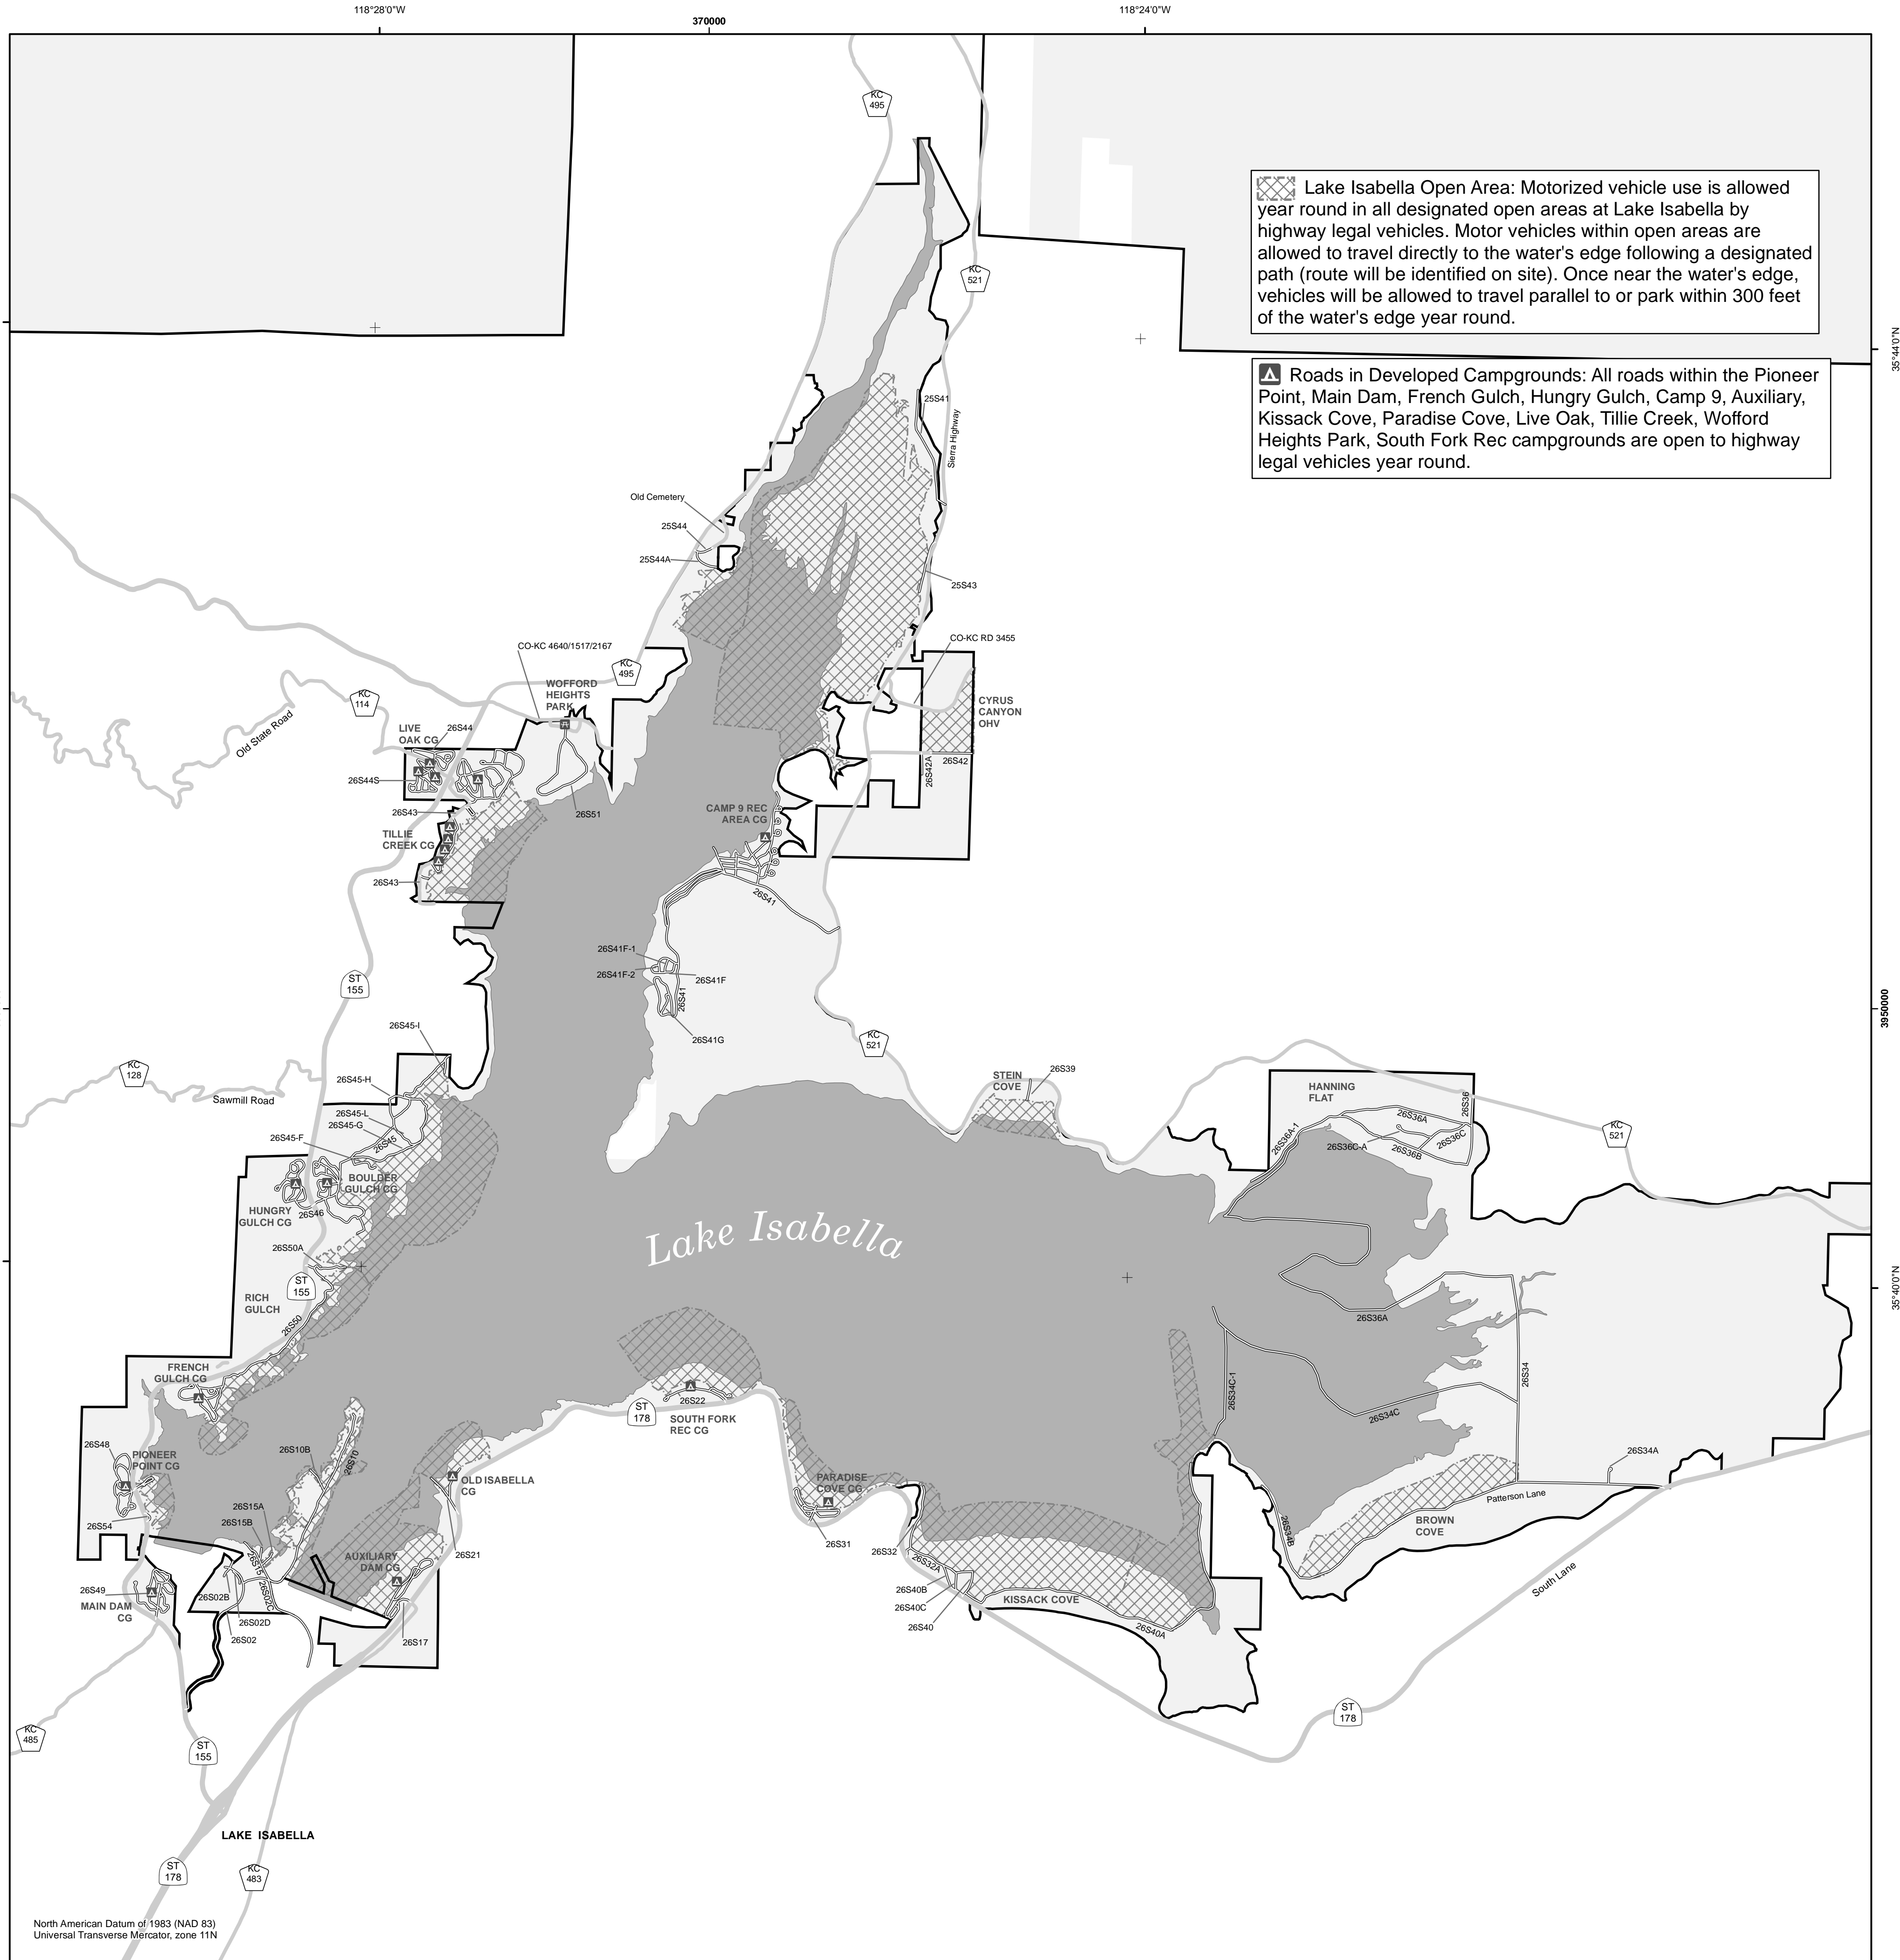 118°28'0"W
118°24'0"W
370000
KC
495
KC
521
Lake Isabella Open Area: Motorized vehicle use is allowed
year round in all designated open areas at Lake Isabella by
highway legal vehicles. Motor vehicles within open areas are
allowed to travel directly to the water's edge following a designated
path (route will be identified on site). Once near the water's edge,
vehicles will be allowed to travel parallel to or park within 300 feet
of the water's edge year round.
35°44'0"N
Roads in Developed Campgrounds: All roads within the Pioneer
Point, Main Dam, French Gulch, Hungry Gulch, Camp 9, Auxiliary,
Kissack Cove, Paradise Cove, Live Oak, Tillie Creek, Wofford
Heights Park, South Fork Rec campgrounds are open to highway
legal vehicles year round.
25S41
Sierra Highway
Old Cemetery
25S44
25S44A
25S43
CO-KC RD 3455
CO-KC 4640/1517/2167
KC
495
WOFFORD
HEIGHTS
PARK
KC
114
Old State Road
LIVE
OAK CG
26S44
26S44S
CYRUS
CANYON
OHV
26S42A
26S42
26S43
26S51
TILLIE
CREEK CG
CAMP 9 REC
AREA CG
26S43
26S41
26S41F-1
26S41F-2
26S41F
26S41
26S41G
ST
155
3950000
26S45-I
KC
521
KC
128
Sawmill Road
26S45-H
26S45-L
26S45-G
26S45-F
26S45
STEIN
COVE
26S39
HANNING
FLAT
26S36
26S36A
26S36C
26S36C-A
26S36B
26S36A-1
KC
521
BOULDER
GULCH CG
HUNGRY
GULCH CG
26S46
Lake Isabella
26S50A
ST
155
RICH
GULCH
26S50
35°40'0"N
26S36A
FRENCH
GULCH CG
26S34
26S34C-1
26S34C
26S22
ST
178
SOUTH FORK
REC CG
26S48
PIONEER
POINT CG
26S10B
26S10
OLD ISABELLA
CG
PARADISE
COVE CG
26S34A
26S15A
26S15B
26S54
26S15
26S02C
AUXILIARY
DAM CG
26S21
26S31
26S32
26S32A
26S34B
Patterson Lane
BROWN
COVE
26S49
MAIN DAM
CG
26S02B
26S02D
26S02
26S17
26S40B
26S40C
26S40
KISSACK COVE
26S40A
South Lane
ST
178
KC
485
ST
155
LAKE ISABELLA
ST
178
KC
483
North American Datum of 1983 (NAD 83)
Universal Transverse Mercator, zone 11N